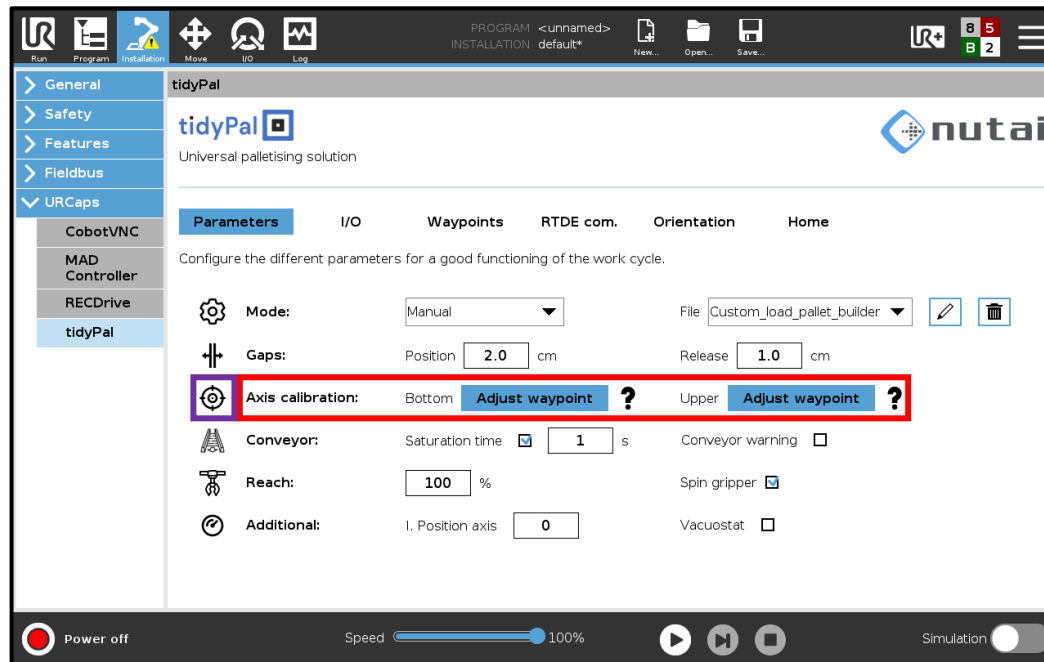 PROGRAM <unnamed>
INSTALLATION default*
Run Program Installation Move I/O Log New... Open... Save...
UR UR+ 8 5
B 2
General
Safety
Features
Fieldbus
URCaps
CobotVNC
MAD
Controller
RECDrive
tidyPal
tidyPal
tidyPal
nutai
Universal palletising solution
Parameters I/O Waypoints RTDE com. Orientation Home
Configure the different parameters for a good functioning of the work cycle.
Mode: Manual File Custom_load_pallet_builder
Gaps: Position 2.0 cm Release 1.0 cm
Axis calibration: Bottom Adjust waypoint ? Upper Adjust waypoint ?
Conveyor: Saturation time 1 s Conveyor warning
Reach: 100 % Spin gripper
Additional: I. Position axis 0 Vacuostat
Power off Speed 100% Simulation